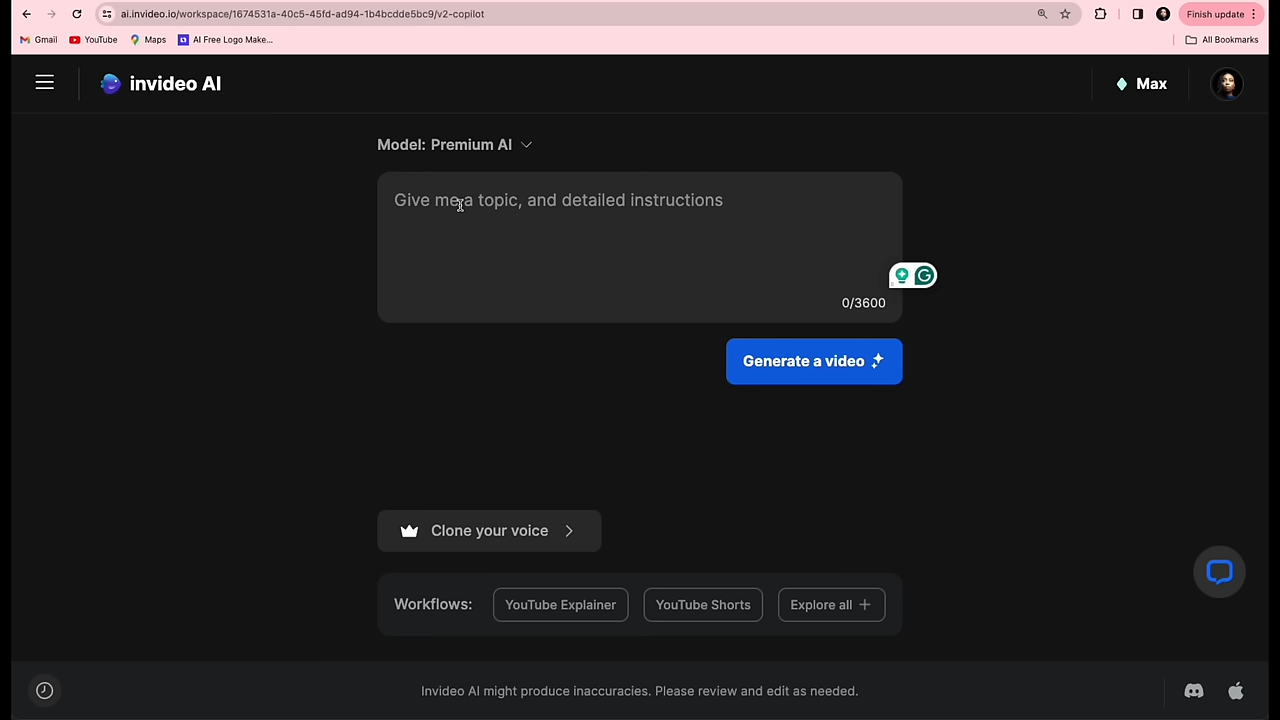 ai.invideo.io/workspace/1674531a-40c5-45fd-ad94-1b4bcdde5bc9/v2-copilot
Finish update
Gmail
YouTube
Maps
AI Free Logo Make...
All Bookmarks
invideo AI
Max
Model: Premium AI
Give me a topic, and detailed instructions
0/3600
Generate a video
Clone your voice
Workflows:
YouTube Explainer
YouTube Shorts
Explore all +
Invideo AI might produce inaccuracies. Please review and edit as needed.